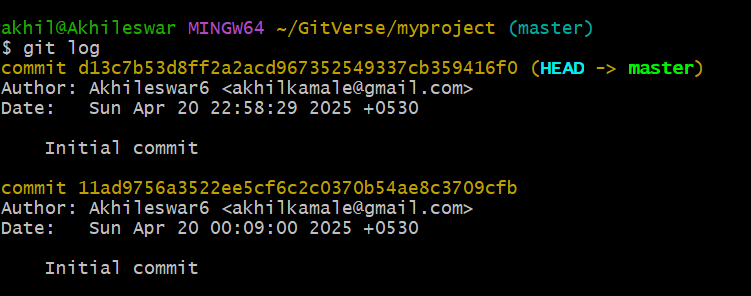 akhil@Akhileswar MINGW64 ~/GitVerse/myproject (master)
$ git log
commit d13c7b53d8ff2a2acd967352549337cb359416f0 (HEAD -> master)
Author: Akhileswar6 <akhilkamale@gmail.com>
Date:   Sun Apr 20 22:58:29 2025 +0530
    Initial commit
commit 11ad9756a3522ee5cf6c2c0370b54ae8c3709cfb
Author: Akhileswar6 <akhilkamale@gmail.com>
Date:   Sun Apr 20 00:09:00 2025 +0530
    Initial commit